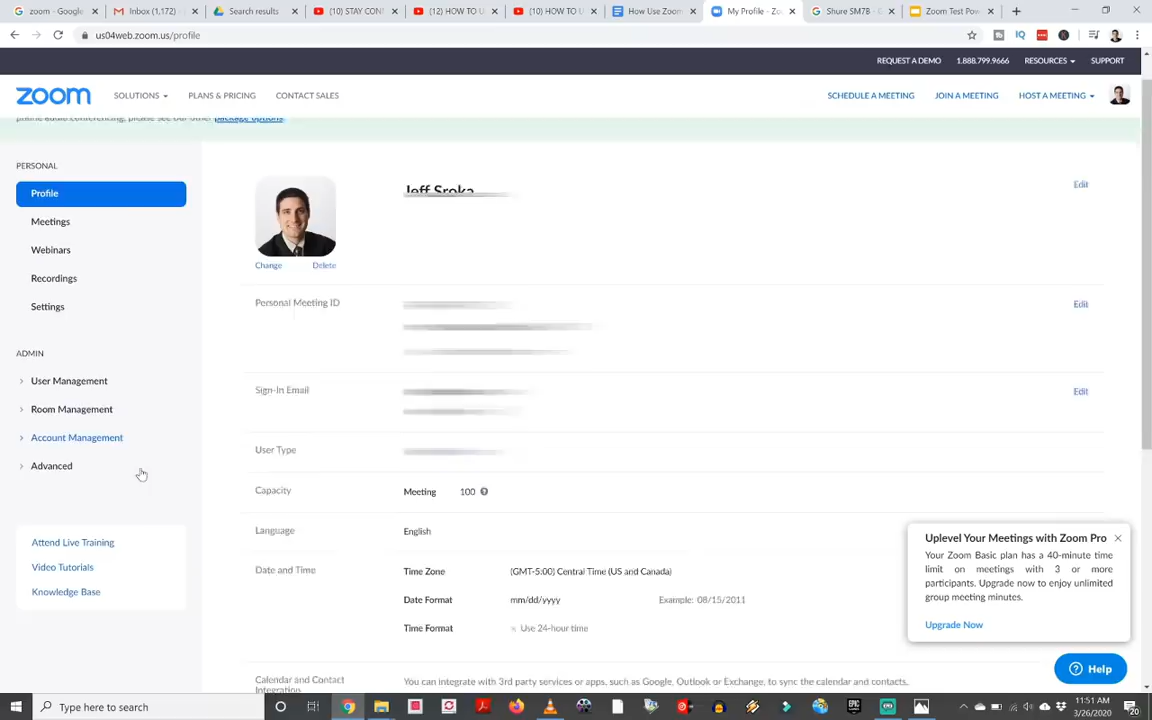 zoom - Google
Inbox (1,172)
Search results
(10) STAY CON
(12) HOW TO U
(10) HOW TO U
How Use Zoom
My Profile - Zo
Shure SM7B - G
Zoom Test Pow
us04web.zoom.us/profile
REQUEST A DEMO 1.888.799.9666 RESOURCES SUPPORT
zoom SOLUTIONS PLANS & PRICING CONTACT SALES SCHEDULE A MEETING JOIN A MEETING HOST A MEETING
online audio conferencing, please see our other package options.
PERSONAL
Profile
Meetings
Webinars
Recordings
Settings
ADMIN
User Management
Room Management
Account Management
Advanced
Attend Live Training
Video Tutorials
Knowledge Base
Jeff Sroka Edit
Change Delete
Personal Meeting ID Edit
Sign-In Email Edit
User Type
Capacity Meeting 100
Language English
Date and Time Time Zone (GMT-5:00) Central Time (US and Canada)
Date Format mm/dd/yyyy Example: 08/15/2011
Time Format Use 24-hour time
Calendar and Contact
Integration
You can integrate with 3rd party services or apps, such as Google, Outlook or Exchange, to sync the calendar and contacts.
Uplevel Your Meetings with Zoom Pro
Your Zoom Basic plan has a 40-minute time
limit on meetings with 3 or more
participants. Upgrade now to enjoy unlimited
group meeting minutes.
Upgrade Now
Help
Type here to search
11:51 AM
3/26/2020
20